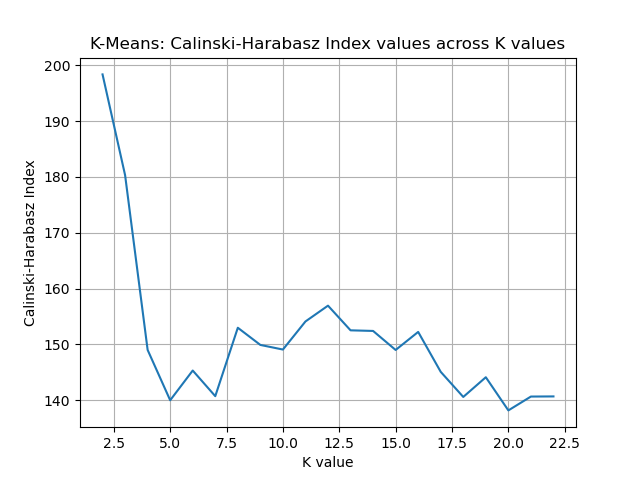 K-Means: Calinski-Harabasz Index values across K values
200
190
180
170
160
150
140
Calinski-Harabasz Index
2.5 5.0 7.5 10.0 12.5 15.0 17.5 20.0 22.5
K value